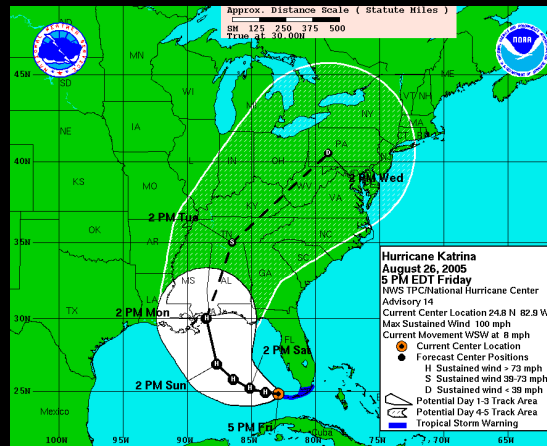 Approx. Distance Scale ( Statute Miles )
SM 125 250 375 500
True at 30.00N
NOAA
ND
MN
ME
45N
SD
WI
MI
VT
NH
NY
MA
CT
NE
IA
PA
40N
IL
IN
OH
NJ
2 PM Wed
KS
MO
WV
KY
VA
2 PM Tue
TN
NC
35N
OK
AR
SC
MS
AL
GA
TX
LA
2 PM Mon
30N
FL
2 PM Sat
2 PM Sun
25N
5 PM Fri
Mexico
Cuba
100W
95W
90W
85W
80W
75W
70W
65W
D
S
H
H
H
H
H
H
Hurricane Katrina
August 26, 2005
5 PM EDT Friday
NWS TPC/National Hurricane Center
Advisory 14
Current Center Location 24.8 N 82.9 W
Max Sustained Wind 100 mph
Current Movement WSW at 8 mph
Current Center Location
Forecast Center Positions
H Sustained wind > 73 mph
S Sustained wind 39-73 mph
D Sustained wind < 39 mph
Potential Day 1-3 Track Area
Potential Day 4-5 Track Area
Tropical Storm Warning